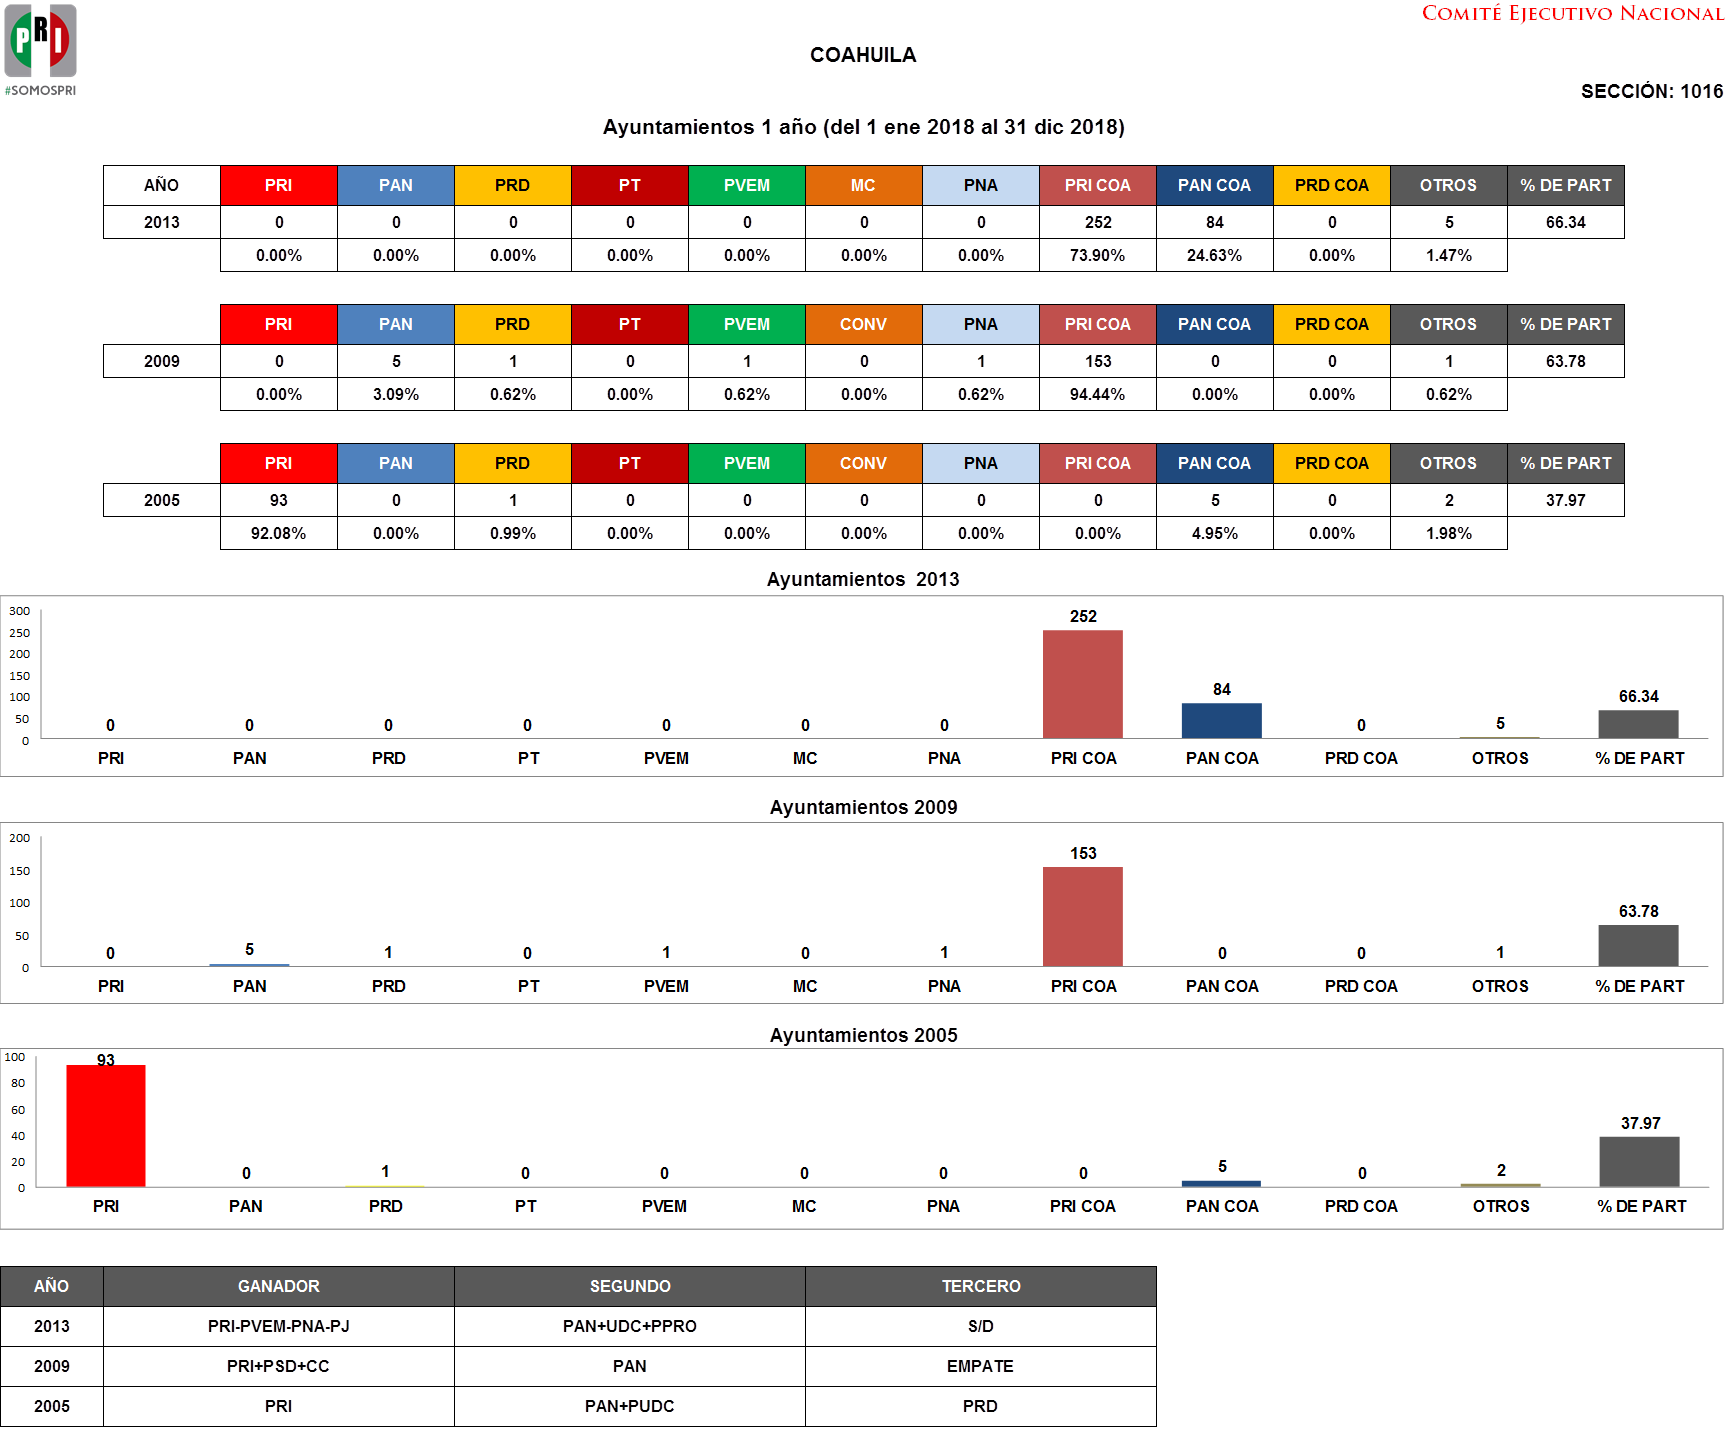 COMITÉ EJECUTIVO NACIONAL
PRI
#SOMOSPRI
COAHUILA
SECCIÓN: 1016
Ayuntamientos 1 año (del 1 ene 2018 al 31 dic 2018)
AÑO PRI PAN PRD PT PVEM MC PNA PRI COA PAN COA PRD COA OTROS % DE PART
2013 0 0 0 0 0 0 0 252 84 0 5 66.34
0.00% 0.00% 0.00% 0.00% 0.00% 0.00% 0.00% 73.90% 24.63% 0.00% 1.47%
PRI PAN PRD PT PVEM CONV PNA PRI COA PAN COA PRD COA OTROS % DE PART
2009 0 5 1 0 1 0 1 153 0 0 1 63.78
0.00% 3.09% 0.62% 0.00% 0.62% 0.00% 0.62% 94.44% 0.00% 0.00% 0.62%
PRI PAN PRD PT PVEM CONV PNA PRI COA PAN COA PRD COA OTROS % DE PART
2005 93 0 1 0 0 0 0 0 5 0 2 37.97
92.08% 0.00% 0.99% 0.00% 0.00% 0.00% 0.00% 0.00% 4.95% 0.00% 1.98%
Ayuntamientos 2013
300
250
200
150
100
50
0
0 0 0 0 0 0 0 252 84 0 5 66.34
PRI PAN PRD PT PVEM MC PNA PRI COA PAN COA PRD COA OTROS % DE PART
Ayuntamientos 2009
200
150
100
50
0
0 5 1 0 1 0 1 153 0 0 1 63.78
PRI PAN PRD PT PVEM MC PNA PRI COA PAN COA PRD COA OTROS % DE PART
Ayuntamientos 2005
100
80
60
40
20
0
93 0 1 0 0 0 0 0 5 0 2 37.97
PRI PAN PRD PT PVEM MC PNA PRI COA PAN COA PRD COA OTROS % DE PART
AÑO GANADOR SEGUNDO TERCERO
2013 PRI-PVEM-PNA-PJ PAN+UDC+PPRO S/D
2009 PRI+PSD+CC PAN EMPATE
2005 PRI PAN+PUDC PRD